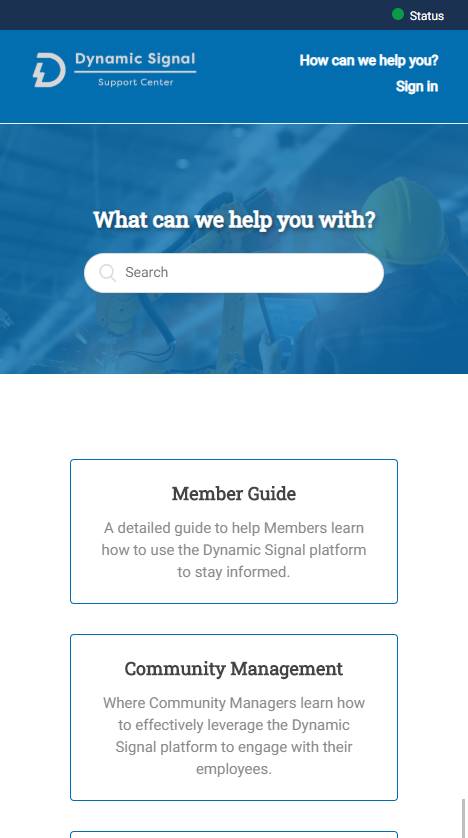 Status
Dynamic Signal
Support Center
How can we help you?
Sign in
What can we help you with?
Search
Member Guide
A detailed guide to help Members learn
how to use the Dynamic Signal platform
to stay informed.
Community Management
Where Community Managers learn how
to effectively leverage the Dynamic
Signal platform to engage with their
employees.